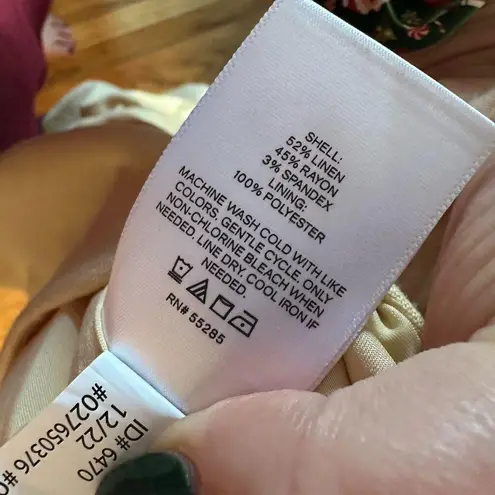 SHELL:
52% LINEN
45% RAYON
3% SPANDEX
LINING:
100% POLYESTER
MACHINE WASH COLD WITH LIKE
COLORS, GENTLE CYCLE. ONLY
NON-CHLORINE BLEACH WHEN
NEEDED. LINE DRY. COOL IRON IF
NEEDED.
RN# 55285
ID# 6470
12/22
#027650376